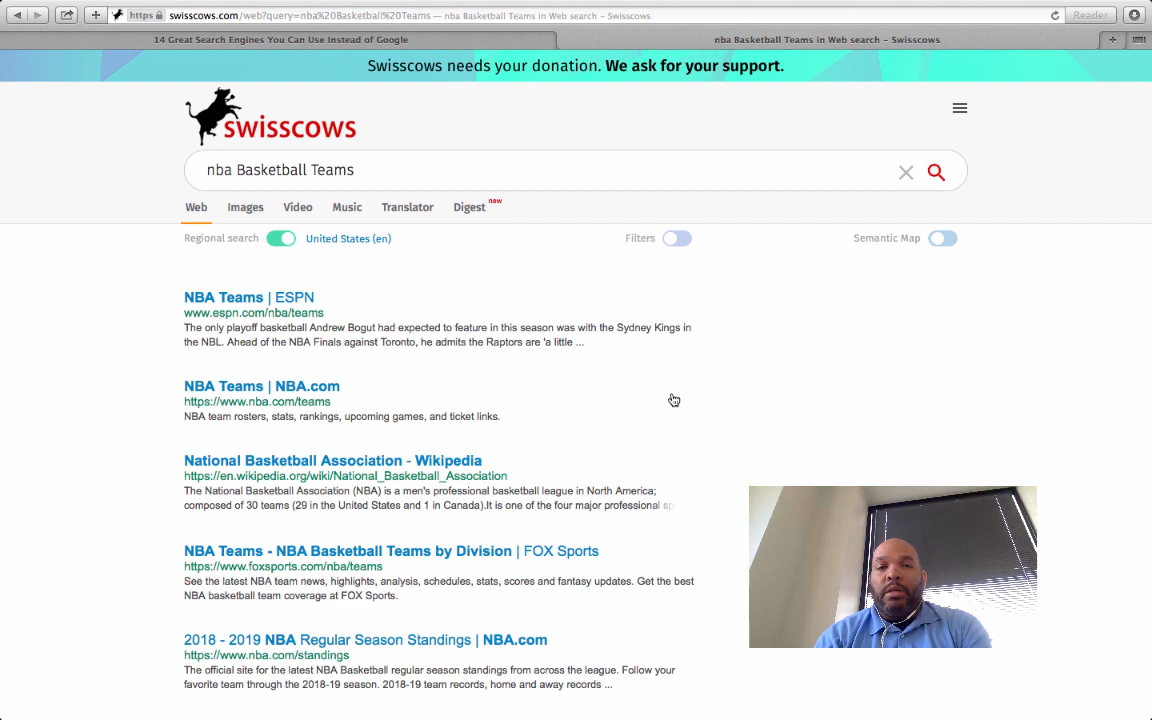 https swisscows.com/web?query=nba%20Basketball%20Teams — nba Basketball Teams in Web search – Swisscows
Reader
14 Great Search Engines You Can Use Instead of Google
nba Basketball Teams in Web search – Swisscows
Swisscows needs your donation. We ask for your support.
swisscows
nba Basketball Teams
Web Images Video Music Translator Digest new
Regional search United States (en) Filters Semantic Map
NBA Teams | ESPN
www.espn.com/nba/teams
The only playoff basketball Andrew Bogut had expected to feature in this season was with the Sydney Kings in
the NBL. Ahead of the NBA Finals against Toronto, he admits the Raptors are 'a little ...
NBA Teams | NBA.com
https://www.nba.com/teams
NBA team rosters, stats, rankings, upcoming games, and ticket links.
National Basketball Association - Wikipedia
https://en.wikipedia.org/wiki/National_Basketball_Association
The National Basketball Association (NBA) is a men's professional basketball league in North America;
composed of 30 teams (29 in the United States and 1 in Canada).It is one of the four major professional sp
NBA Teams - NBA Basketball Teams by Division | FOX Sports
https://www.foxsports.com/nba/teams
See the latest NBA team news, highlights, analysis, schedules, stats, scores and fantasy updates. Get the best
NBA basketball team coverage at FOX Sports.
2018 - 2019 NBA Regular Season Standings | NBA.com
https://www.nba.com/standings
The official site for the latest NBA Basketball regular season standings from across the league. Follow your
favorite team through the 2018-19 season. 2018-19 team records, home and away records ...